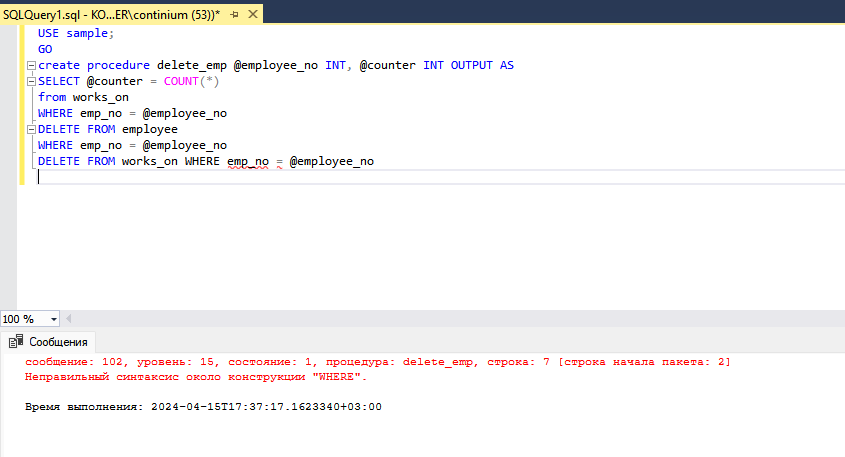 SQLQuery1.sql - KO...ER\continium (53))*
USE sample;
GO
create procedure delete_emp @employee_no INT, @counter INT OUTPUT AS
SELECT @counter = COUNT(*)
from works_on
WHERE emp_no = @employee_no
DELETE FROM employee
WHERE emp_no = @employee_no
DELETE FROM works_on WHERE emp_no = @employee_no
100 %
Сообщения
сообщение: 102, уровень: 15, состояние: 1, процедура: delete_emp, строка: 7 [строка начала пакета: 2]
Неправильный синтаксис около конструкции "WHERE".
Время выполнения: 2024-04-15T17:37:17.1623340+03:00